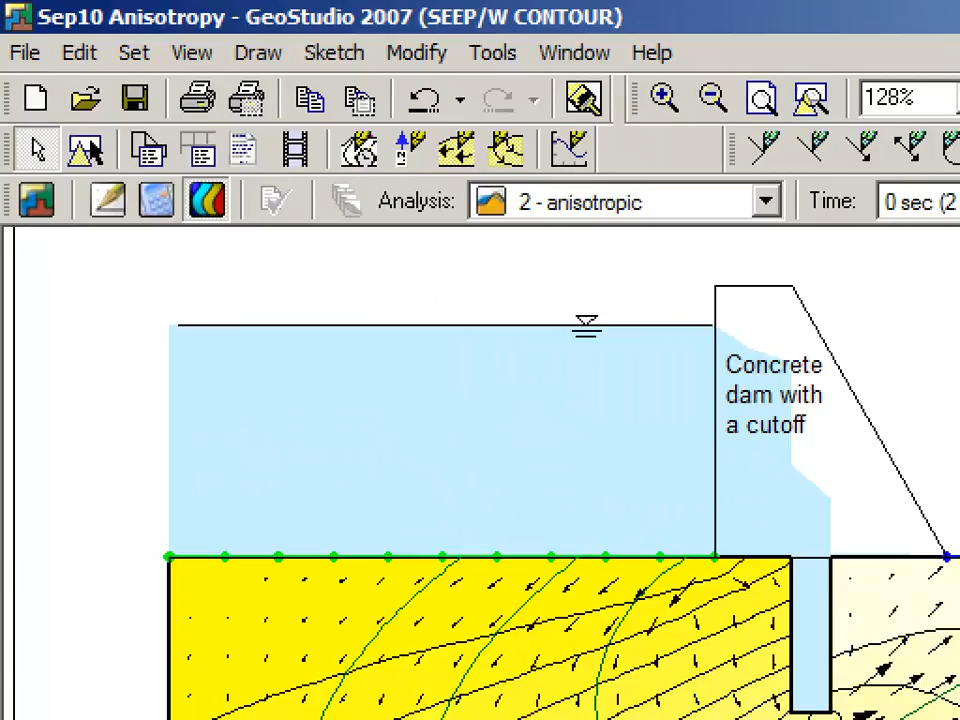 Sep10 Anisotropy - GeoStudio 2007 (SEEP/W CONTOUR)
File Edit Set View Draw Sketch Modify Tools Window Help
128%
Analysis: 2 - anisotropic Time: 0 sec (2
Concrete
dam with
a cutoff